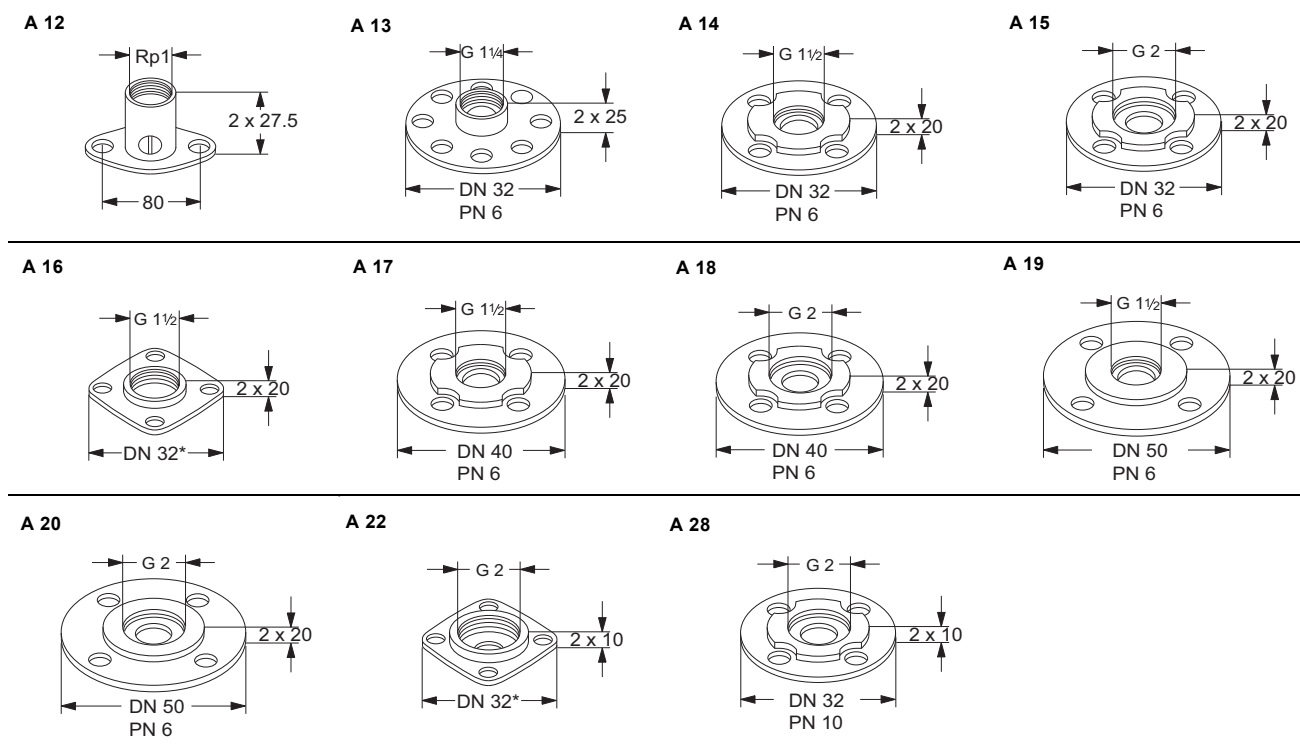 A 12
Rp1
2 x 27.5
80
A 13
G 1¼
2 x 25
DN 32
PN 6
A 14
G 1½
2 x 20
DN 32
PN 6
A 15
G 2
2 x 20
DN 32
PN 6
A 16
G 1½
2 x 20
DN 32*
A 17
G 1½
2 x 20
DN 40
PN 6
A 18
G 2
2 x 20
DN 40
PN 6
A 19
G 1½
2 x 20
DN 50
PN 6
A 20
G 2
2 x 20
DN 50
PN 6
A 22
G 2
2 x 10
DN 32*
A 28
G 2
2 x 10
DN 32
PN 10